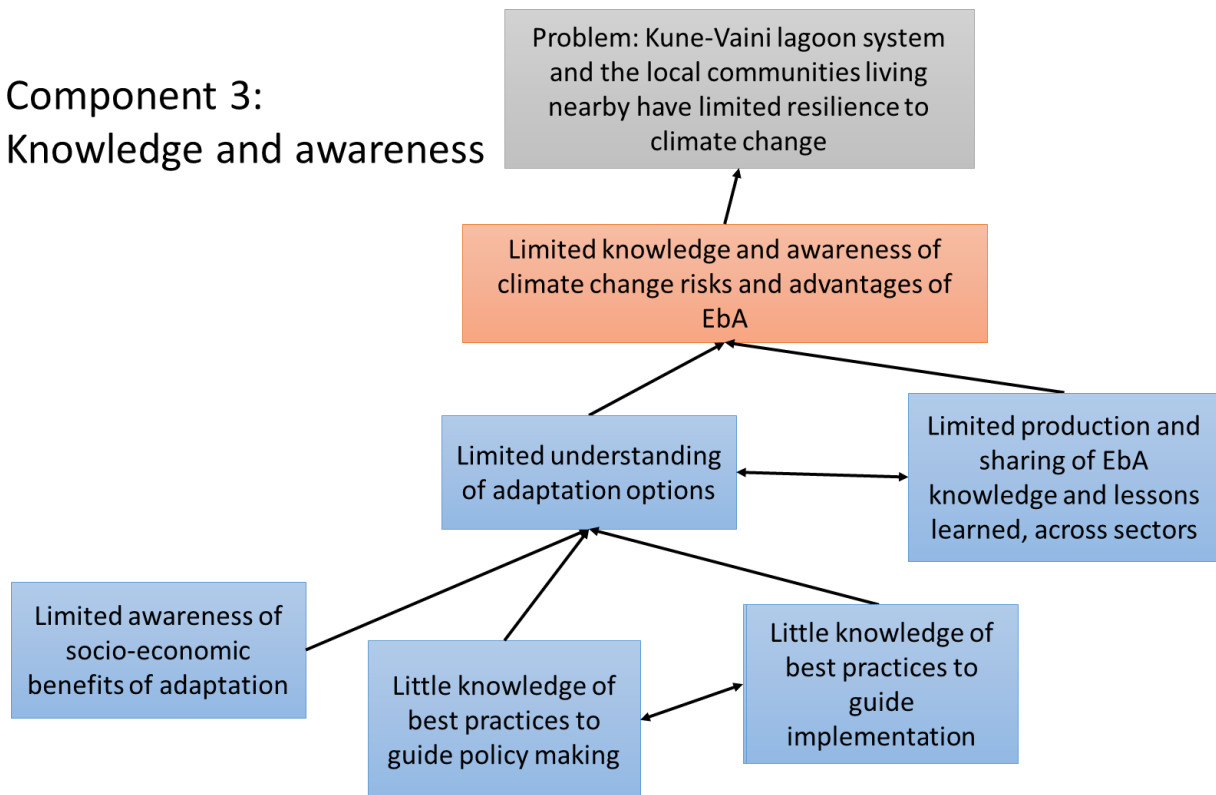 Component 3:
Knowledge and awareness
Problem: Kune-Vaini lagoon system
and the local communities living
nearby have limited resilience to
climate change
Limited knowledge and awareness of
climate change risks and advantages of
EbA
Limited understanding
of adaptation options
Limited production and
sharing of EbA
knowledge and lessons
learned, across sectors
Limited awareness of
socio-economic
benefits of adaptation
Little knowledge of
best practices to
guide policy making
Little knowledge of
best practices to
guide
implementation